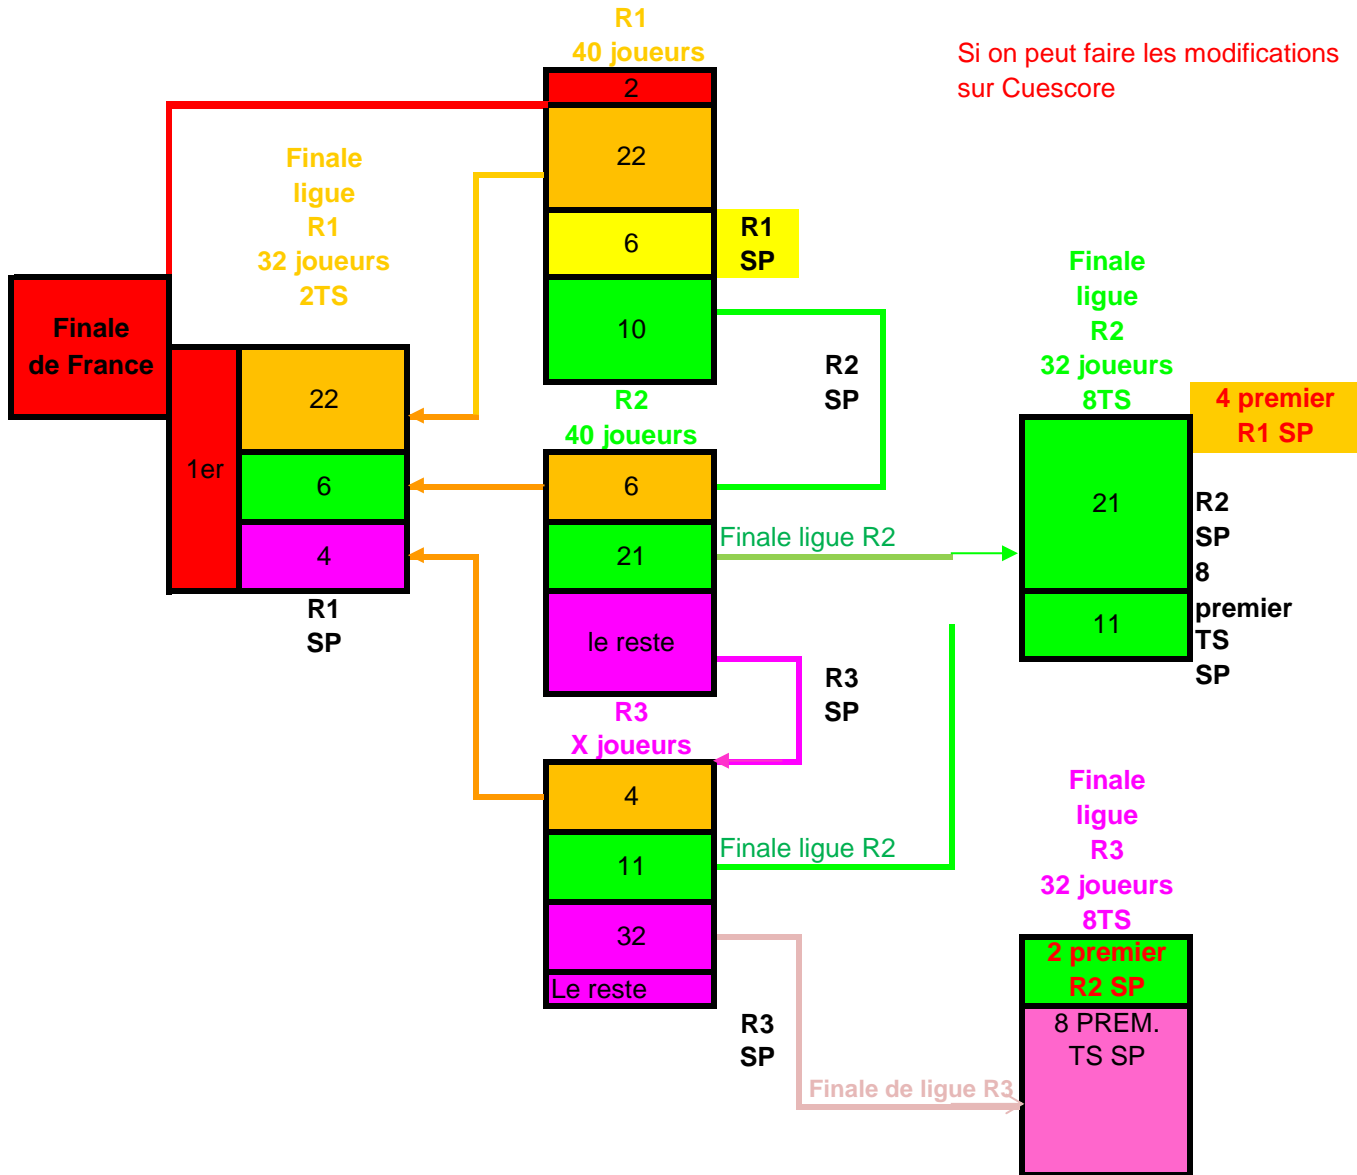 R1
40 joueurs
Si on peut faire les modifications
sur Cuescore
2
22
6
10
R1
SP
Finale
ligue
R1
32 joueurs
2TS
Finale
de France
1er
22
6
4
R1
SP
R2
SP
R2
40 joueurs
6
21
le reste
Finale ligue R2
R3
SP
Finale
ligue
R2
32 joueurs
8TS
4 premier
R1 SP
21
11
R2
SP
8
premier
TS
SP
R3
X joueurs
4
11
32
Le reste
Finale ligue R2
R3
SP
Finale de ligue R3
Finale
ligue
R3
32 joueurs
8TS
2 premier
R2 SP
8 PREM.
TS SP